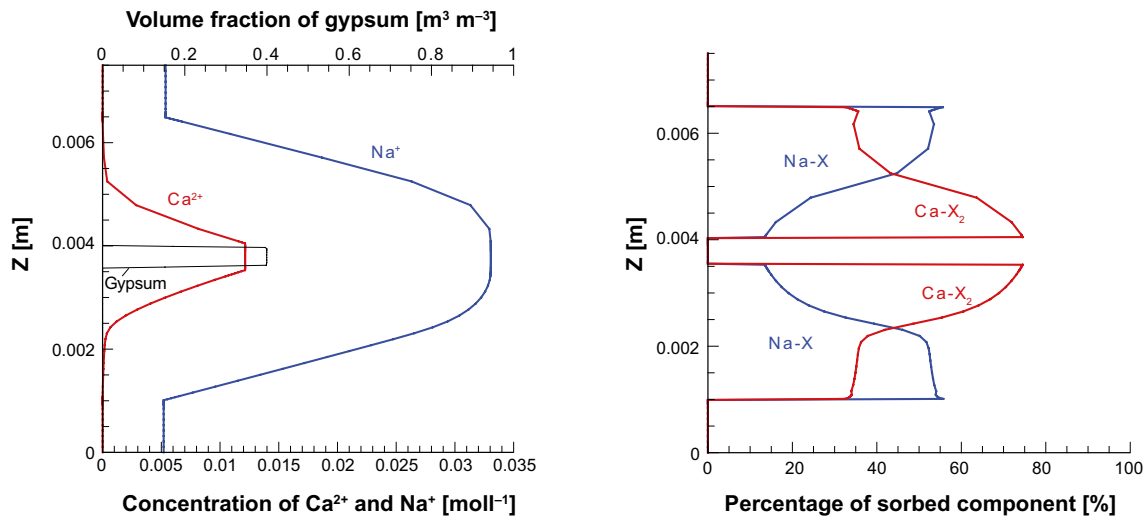 Volume fraction of gypsum [m³ m⁻³]
0 0.2 0.4 0.6 0.8 1
Z [m]
0.006
0.004
0.002
0
Na⁺
Ca²⁺
Gypsum
0 0.005 0.01 0.015 0.02 0.025 0.03 0.035
Concentration of Ca²⁺ and Na⁺ [moll⁻¹]
Z [m]
0.006
0.004
0.002
0
Na-X
Ca-X₂
Ca-X₂
Na-X
0 20 40 60 80 100
Percentage of sorbed component [%]